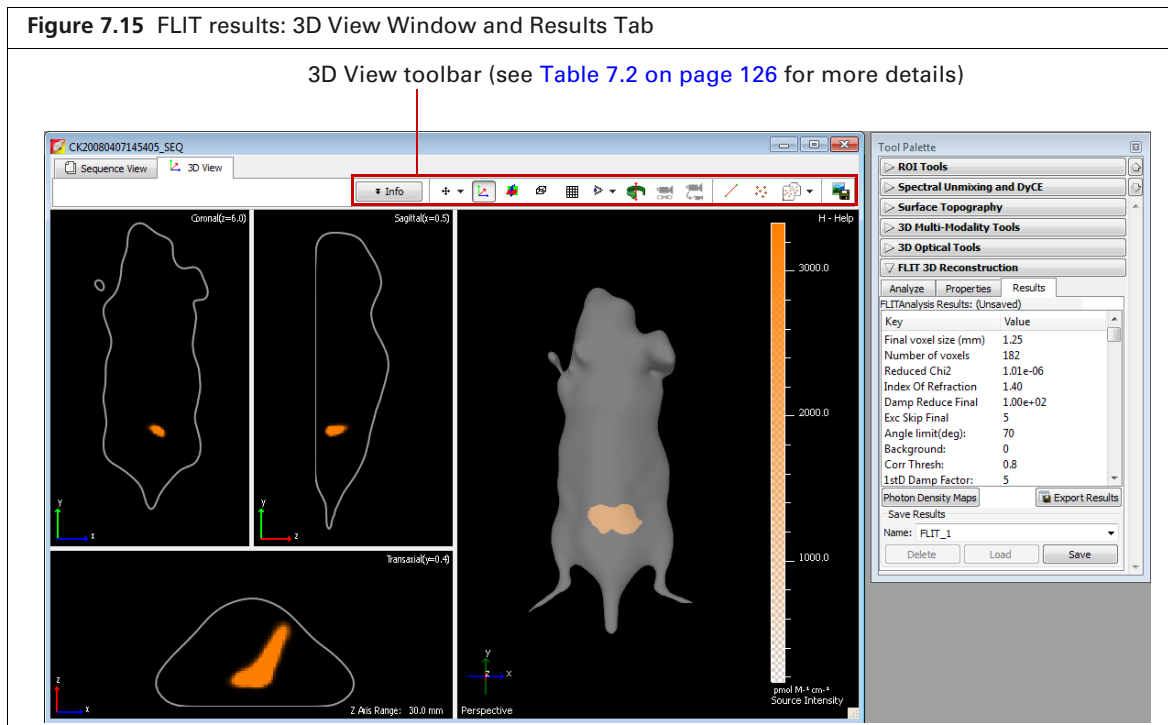 Figure 7.15 FLIT results: 3D View Window and Results Tab
3D View toolbar (see Table 7.2 on page 126 for more details)
CK20080407145405_SEQ
Sequence View
3D View
Info
Coronal(z=6.0)
Sagittal(x=0.5)
H - Help
3000.0
2000.0
1000.0
pmol M⁻¹ cm⁻¹
Source Intensity
y
x
y
z
Transaxial(y=0.4)
z
x
Z Axis Range: 30.0 mm
y
z
x
Perspective
Tool Palette
ROI Tools
Spectral Unmixing and DyCE
Surface Topography
3D Multi-Modality Tools
3D Optical Tools
FLIT 3D Reconstruction
Analyze Properties Results
FLITAnalysis Results: (Unsaved)
Key Value
Final voxel size (mm) 1.25
Number of voxels 182
Reduced Chi2 1.01e-06
Index Of Refraction 1.40
Damp Reduce Final 1.00e+02
Exc Skip Final 5
Angle limit(deg): 70
Background: 0
Corr Thresh: 0.8
1stD Damp Factor: 5
Photon Density Maps
Export Results
Save Results
Name: FLIT_1
Delete Load Save